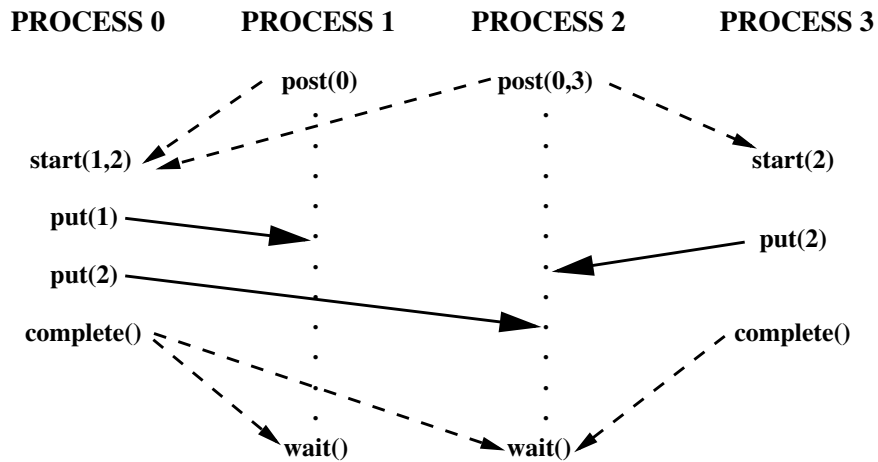 PROCESS 0 PROCESS 1 PROCESS 2 PROCESS 3
post(0) post(0,3)
start(1,2) start(2)
put(1)
put(2)
put(2)
complete() complete()
wait() wait()